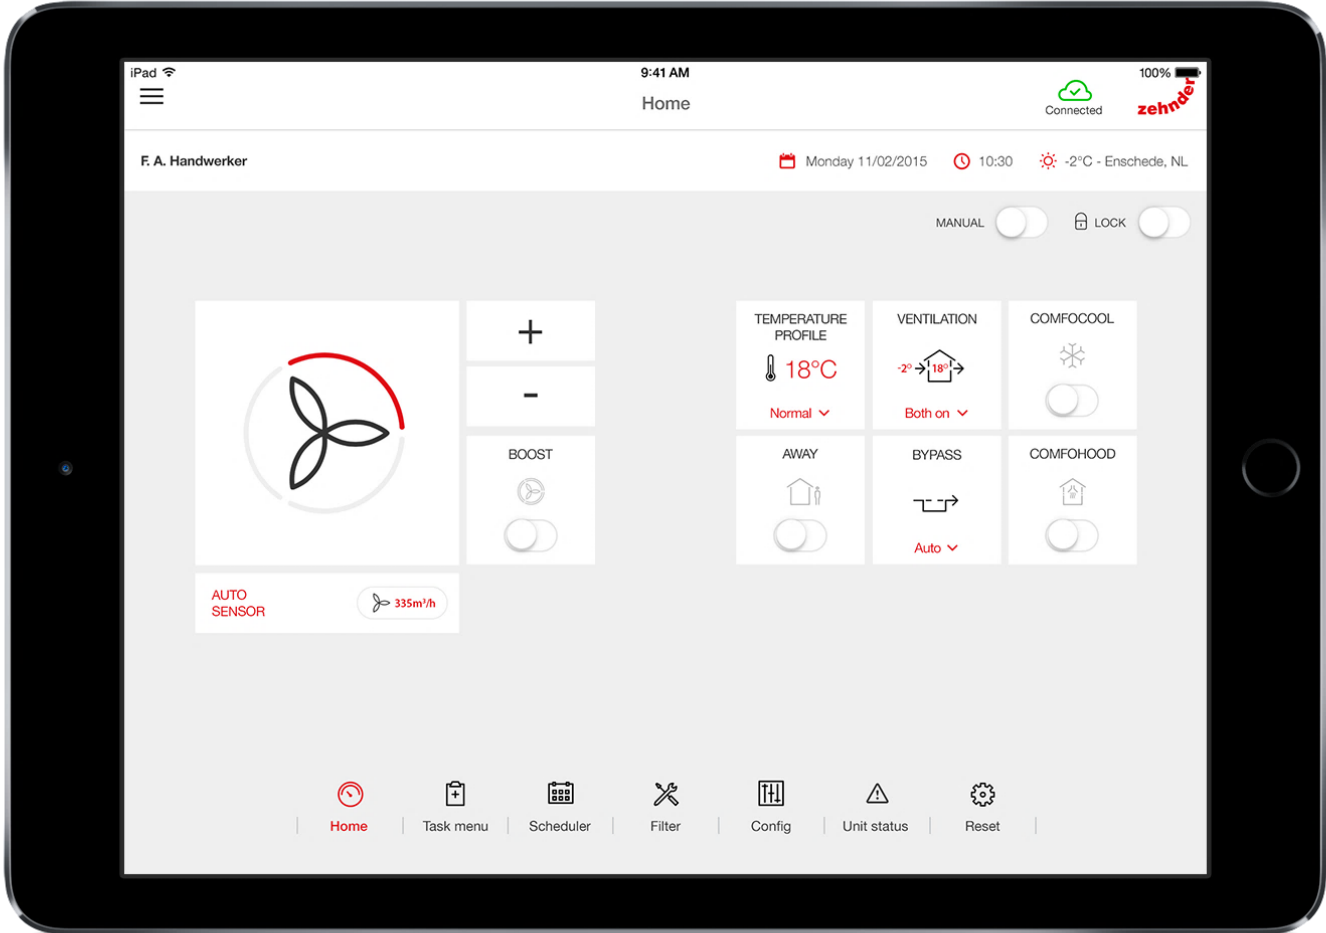 iPad
9:41 AM
100%
Home
Connected
zehnder
F. A. Handwerker
Monday 11/02/2015
10:30
-2°C - Enschede, NL
MANUAL
LOCK
+
-
BOOST
AUTO
SENSOR
335m³/h
TEMPERATURE
PROFILE
18°C
Normal
VENTILATION
-2° 18°
Both on
COMFOCOOL
AWAY
BYPASS
Auto
COMFOHOOD
Home
Task menu
Scheduler
Filter
Config
Unit status
Reset